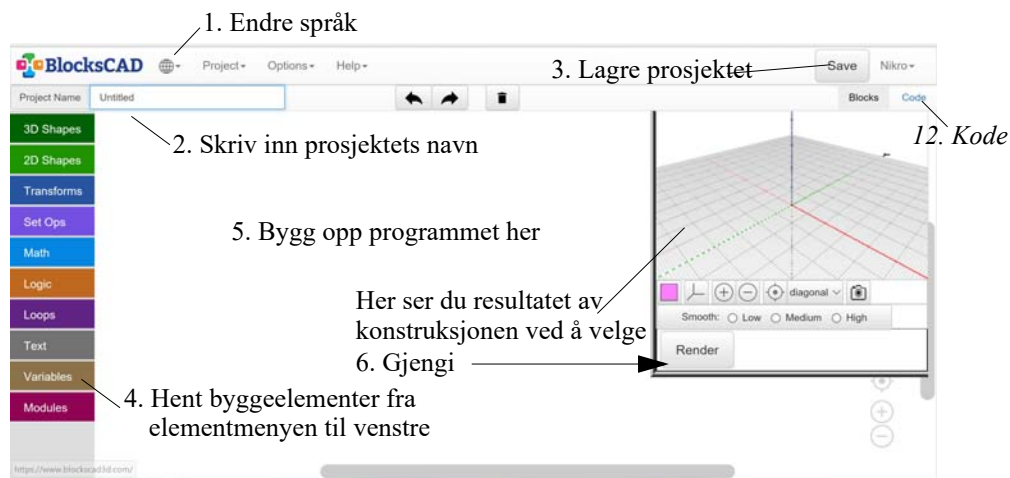 1. Endre språk
BlocksCAD Project Options Help
3. Lagre prosjektet
Save Nikro
Project Name Untitled
Blocks Code
12. Kode
2. Skriv inn prosjektets navn
3D Shapes
2D Shapes
Transforms
Set Ops
Math
Logic
Loops
Text
Variables
Modules
5. Bygg opp programmet her
Her ser du resultatet av
konstruksjonen ved å velge
6. Gjengi
diagonal
Smooth: Low Medium High
Render
4. Hent byggeelementer fra
elementmenyen til venstre
https://www.blockscad3d.com/